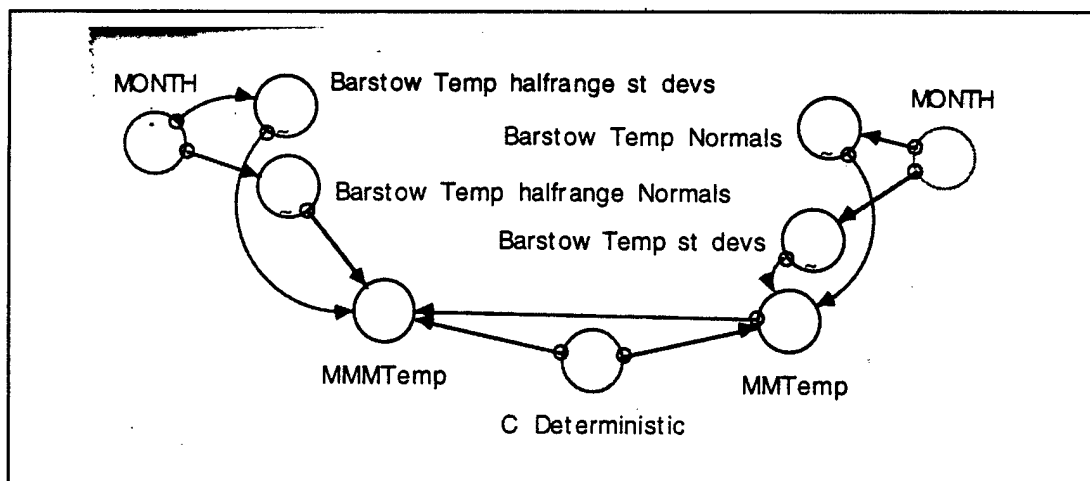 MONTH
Barstow Temp halfrange st devs
MONTH
Barstow Temp Normals
Barstow Temp halfrange Normals
Barstow Temp st devs
MMMTemp
MMTemp
C Deterministic